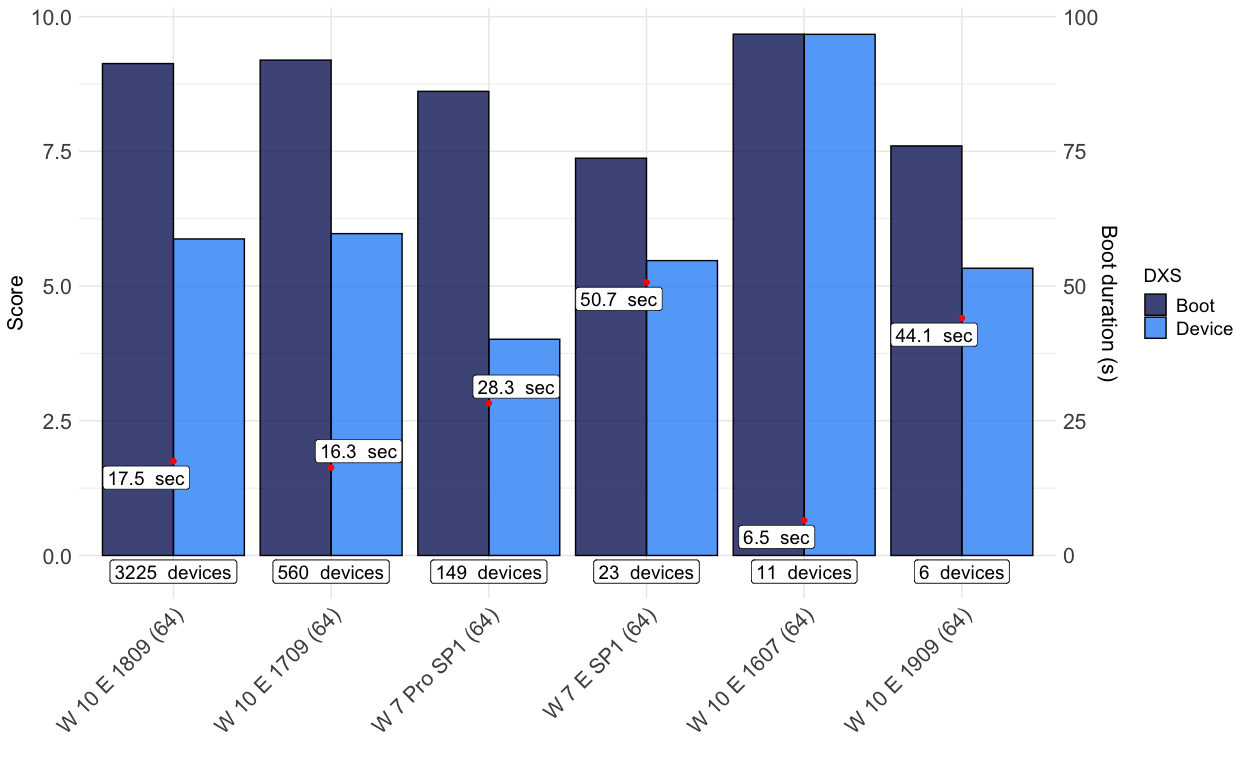 10.0
7.5
5.0
2.5
0.0
Score
100
75
50
25
0
Boot duration (s)
17.5 sec
16.3 sec
28.3 sec
50.7 sec
6.5 sec
44.1 sec
3225 devices
560 devices
149 devices
23 devices
11 devices
6 devices
W 10 E 1809 (64)
W 10 E 1709 (64)
W 7 Pro SP1 (64)
W 7 E SP1 (64)
W 10 E 1607 (64)
W 10 E 1909 (64)
DXS
Boot
Device